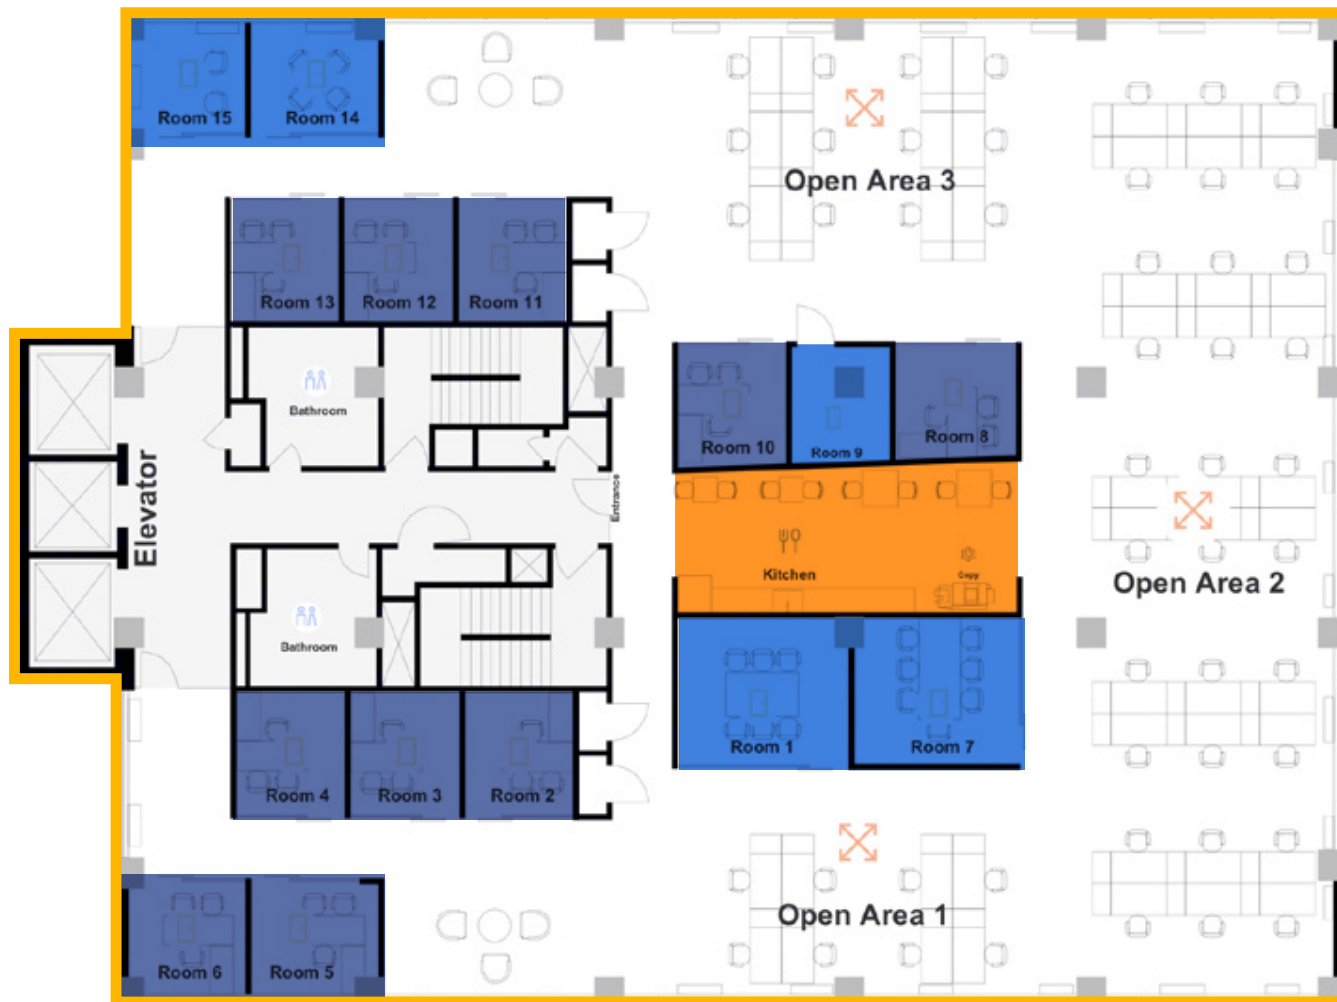 Room 15
Room 14
Open Area 3
Room 13
Room 12
Room 11
Bathroom
Room 10
Room 9
Room 8
Elevator
Entrance
Kitchen
Copy
Open Area 2
Bathroom
Room 1
Room 7
Room 4
Room 3
Room 2
Open Area 1
Room 6
Room 5